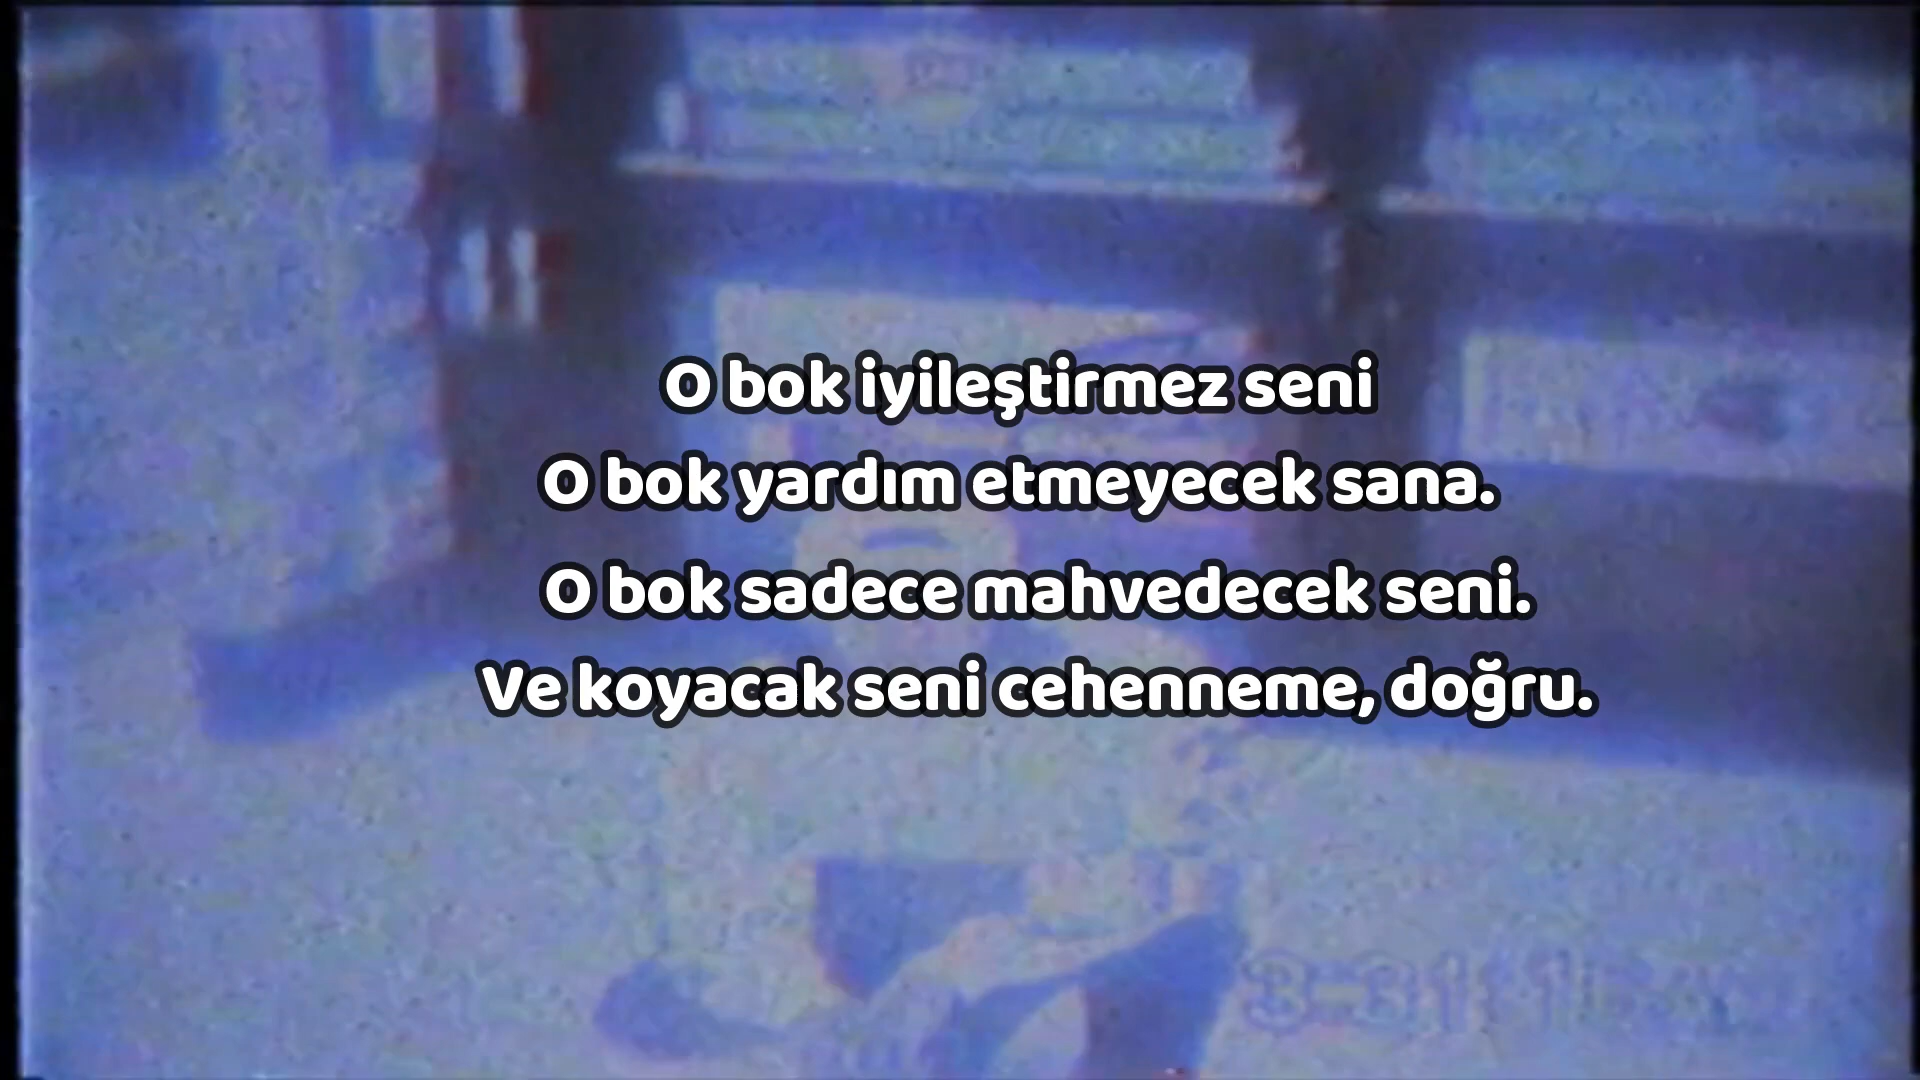 O bok iyileştirmez seni
O bok yardım etmeyecek sana.
O bok sadece mahvedecek seni.
Ve koyacak seni cehenneme, doğru.